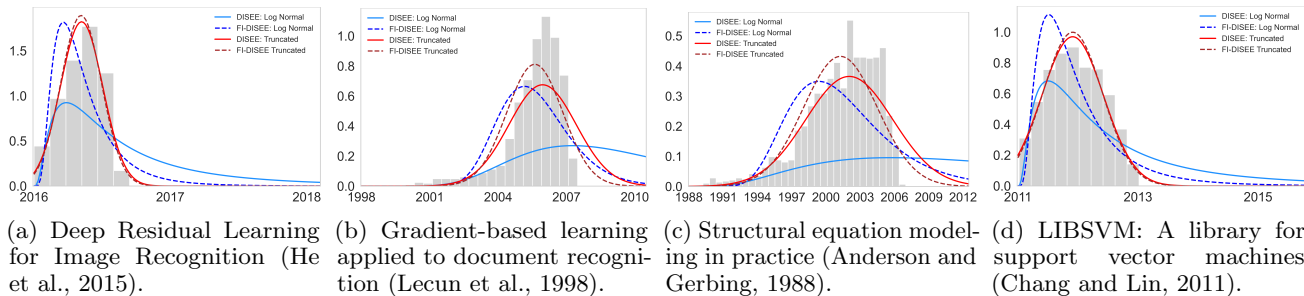 DISEE: Log Normal
FI-DISEE: Log Normal
DISEE: Truncated
FI-DISEE Truncated
1.5
1.0
0.5
0.0
2016 2017 2018
(a) Deep Residual Learning
for Image Recognition (He
et al., 2015).
DISEE: Log Normal
FI-DISEE: Log Normal
DISEE: Truncated
FI-DISEE Truncated
1.0
0.8
0.6
0.4
0.2
0.0
1998 2001 2004 2007 2010
(b) Gradient-based learning
applied to document recogni-
tion (Lecun et al., 1998).
DISEE: Log Normal
FI-DISEE: Log Normal
DISEE: Truncated
FI-DISEE Truncated
0.5
0.4
0.3
0.2
0.1
0.0
1988 1991 1994 1997 2000 2003 2006 2009 2012
(c) Structural equation model-
ing in practice (Anderson and
Gerbing, 1988).
DISEE: Log Normal
FI-DISEE: Log Normal
DISEE: Truncated
FI-DISEE Truncated
1.0
0.8
0.6
0.4
0.2
0.0
2011 2013 2015
(d) LIBSVM: A library for
support vector machines
(Chang and Lin, 2011).